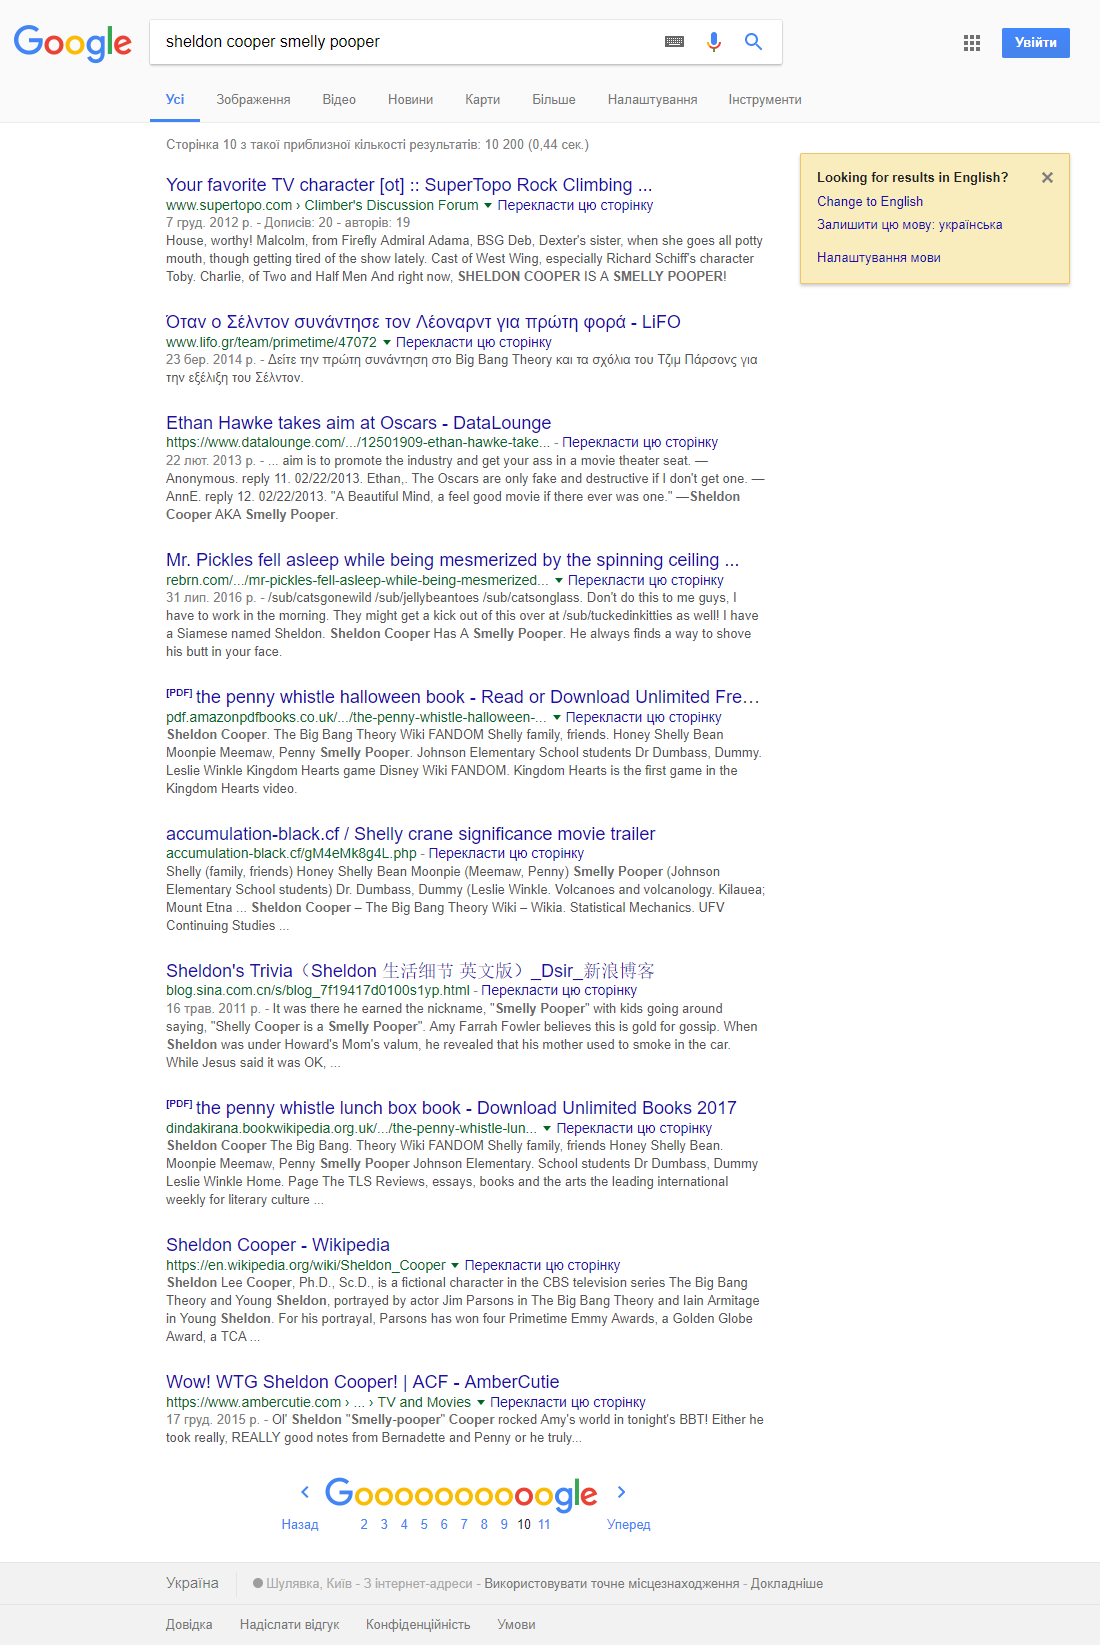 Google
sheldon cooper smelly pooper
Увійти
Усі Зображення Відео Новини Карти Більше Налаштування Інструменти
Сторінка 10 з такої приблизної кількості результатів: 10 200 (0,44 сек.)
Looking for results in English?
Change to English
Залишити цю мову: українська
Налаштування мови
Your favorite TV character [ot] :: SuperTopo Rock Climbing ...
www.supertopo.com › Climber's Discussion Forum Перекласти цю сторінку
7 груд. 2012 р. - Дописів: 20 - авторів: 19
House, worthy! Malcolm, from Firefly Admiral Adama, BSG Deb, Dexter's sister, when she goes all potty
mouth, though getting tired of the show lately. Cast of West Wing, especially Richard Schiff's character
Toby. Charlie, of Two and Half Men And right now, SHELDON COOPER IS A SMELLY POOPER!
Όταν ο Σέλντον συνάντησε τον Λέοναρντ για πρώτη φορά - LiFO
www.lifo.gr/team/primetime/47072 Перекласти цю сторінку
23 бер. 2014 р. - Δείτε την πρώτη συνάντηση στο Big Bang Theory και τα σχόλια του Τζιμ Πάρσονς για
την εξέλιξη του Σέλντον.
Ethan Hawke takes aim at Oscars - DataLounge
https://www.datalounge.com/.../12501909-ethan-hawke-take... - Перекласти цю сторінку
22 лют. 2013 р. - ... aim is to promote the industry and get your ass in a movie theater seat. —
Anonymous. reply 11. 02/22/2013. Ethan,. The Oscars are only fake and destructive if I don't get one. —
AnnE. reply 12. 02/22/2013. "A Beautiful Mind, a feel good movie if there ever was one." —Sheldon
Cooper AKA Smelly Pooper.
Mr. Pickles fell asleep while being mesmerized by the spinning ceiling ...
rebrn.com/.../mr-pickles-fell-asleep-while-being-mesmerized... Перекласти цю сторінку
31 лип. 2016 р. - /sub/catsgonewild /sub/jellybeantoes /sub/catsonglass. Don't do this to me guys, I
have to work in the morning. They might get a kick out of this over at /sub/tuckedinkitties as well! I have
a Siamese named Sheldon. Sheldon Cooper Has A Smelly Pooper. He always finds a way to shove
his butt in your face.
[PDF] the penny whistle halloween book - Read or Download Unlimited Fre...
pdf.amazonpdfbooks.co.uk/.../the-penny-whistle-halloween-... Перекласти цю сторінку
Sheldon Cooper. The Big Bang Theory Wiki FANDOM Shelly family, friends. Honey Shelly Bean
Moonpie Meemaw, Penny Smelly Pooper. Johnson Elementary School students Dr Dumbass, Dummy.
Leslie Winkle Kingdom Hearts game Disney Wiki FANDOM. Kingdom Hearts is the first game in the
Kingdom Hearts video.
accumulation-black.cf / Shelly crane significance movie trailer
accumulation-black.cf/gM4eMk8g4L.php - Перекласти цю сторінку
Shelly (family, friends) Honey Shelly Bean Moonpie (Meemaw, Penny) Smelly Pooper (Johnson
Elementary School students) Dr. Dumbass, Dummy (Leslie Winkle. Volcanoes and volcanology. Kilauea;
Mount Etna ... Sheldon Cooper – The Big Bang Theory Wiki – Wikia. Statistical Mechanics. UFV
Continuing Studies ...
Sheldon's Trivia（Sheldon 生活细节 英文版）_Dsir_新浪博客
blog.sina.com.cn/s/blog_7f19417d0100s1yp.html - Перекласти цю сторінку
16 трав. 2011 р. - It was there he earned the nickname, "Smelly Pooper" with kids going around
saying, "Shelly Cooper is a Smelly Pooper". Amy Farrah Fowler believes this is gold for gossip. When
Sheldon was under Howard's Mom's valum, he revealed that his mother used to smoke in the car.
While Jesus said it was OK, ...
[PDF] the penny whistle lunch box book - Download Unlimited Books 2017
dindakirana.bookwikipedia.org.uk/.../the-penny-whistle-lun... Перекласти цю сторінку
Sheldon Cooper The Big Bang. Theory Wiki FANDOM Shelly family, friends Honey Shelly Bean.
Moonpie Meemaw, Penny Smelly Pooper Johnson Elementary. School students Dr Dumbass, Dummy
Leslie Winkle Home. Page The TLS Reviews, essays, books and the arts the leading international
weekly for literary culture ...
Sheldon Cooper - Wikipedia
https://en.wikipedia.org/wiki/Sheldon_Cooper Перекласти цю сторінку
Sheldon Lee Cooper, Ph.D., Sc.D., is a fictional character in the CBS television series The Big Bang
Theory and Young Sheldon, portrayed by actor Jim Parsons in The Big Bang Theory and Iain Armitage
in Young Sheldon. For his portrayal, Parsons has won four Primetime Emmy Awards, a Golden Globe
Award, a TCA ...
Wow! WTG Sheldon Cooper! | ACF - AmberCutie
https://www.ambercutie.com › ... › TV and Movies Перекласти цю сторінку
17 груд. 2015 р. - Ol' Sheldon "Smelly-pooper" Cooper rocked Amy's world in tonight's BBT! Either he
took really, REALLY good notes from Bernadette and Penny or he truly...
Goooooooooogle
Назад 2 3 4 5 6 7 8 9 10 11 Уперед
Україна Шулявка, Київ - З інтернет-адреси - Використовувати точне місцезнаходження - Докладніше
Довідка Надіслати відгук Конфіденційність Умови